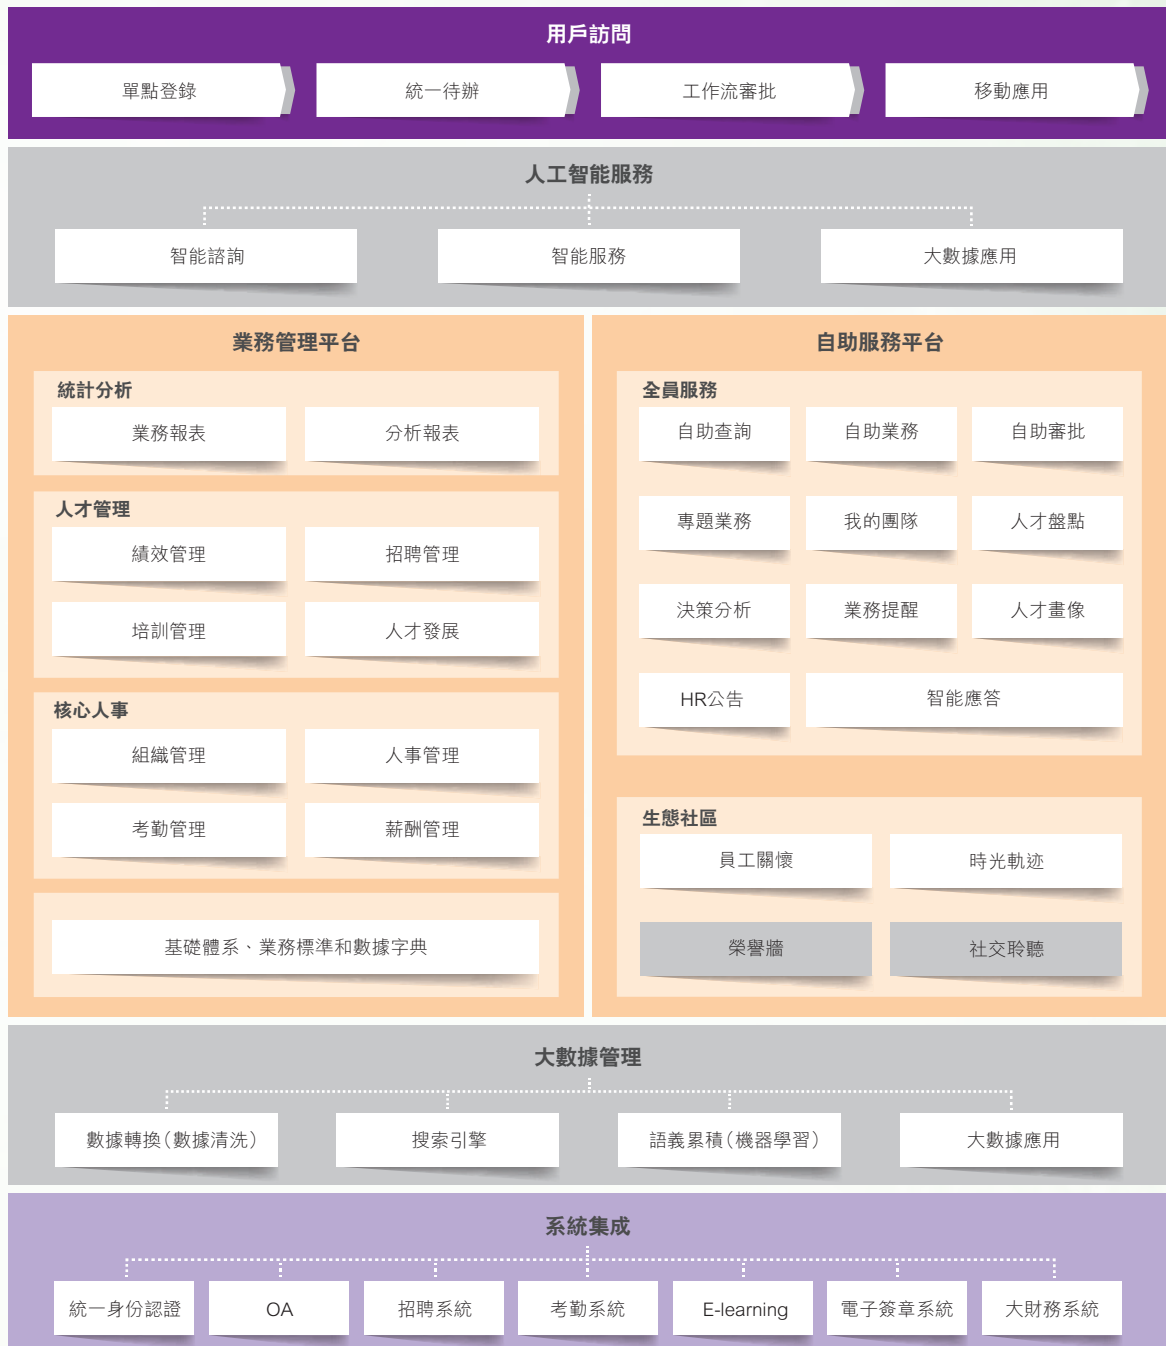 用戶訪問
單點登錄
統一待辦
工作流審批
移動應用
人工智能服務
智能諮詢
智能服務
大數據應用
業務管理平台
統計分析
業務報表
分析報表
人才管理
績效管理
招聘管理
培訓管理
人才發展
核心人事
組織管理
人事管理
考勤管理
薪酬管理
基礎體系、業務標準和數據字典
自助服務平台
全員服務
自助查詢
自助業務
自助審批
專題業務
我的團隊
人才盤點
決策分析
業務提醒
人才畫像
HR公告
智能應答
生態社區
員工關懷
時光軌迹
榮譽牆
社交聆聽
大數據管理
數據轉換(數據清洗)
搜索引擎
語義累積(機器學習)
大數據應用
系統集成
統一身份認證
OA
招聘系統
考勤系統
E-learning
電子簽章系統
大財務系統